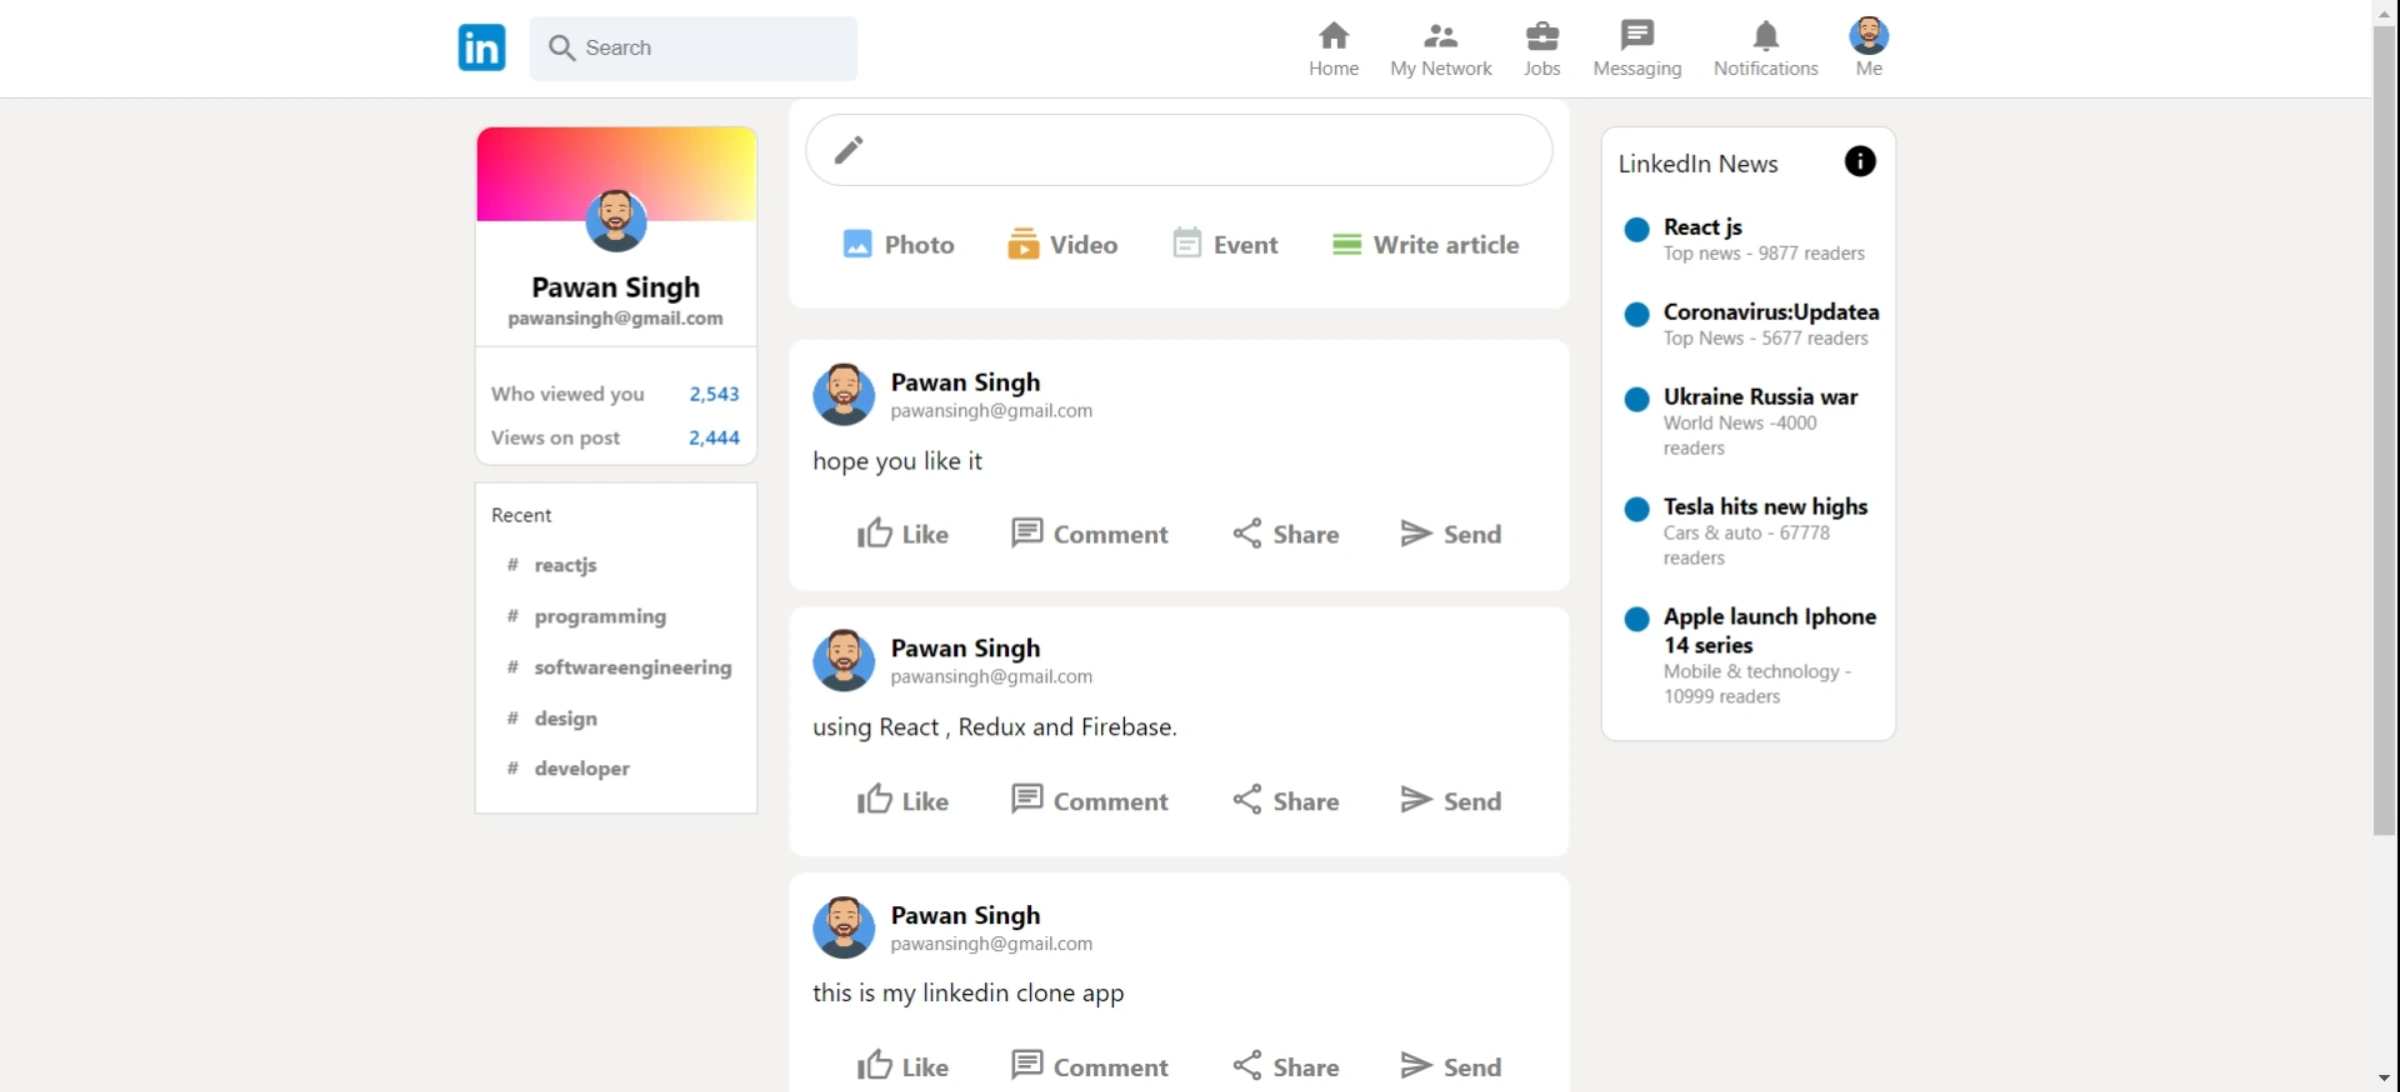 in
Search
Home
My Network
Jobs
Messaging
Notifications
Me
Pawan Singh
pawansingh@gmail.com
Who viewed you 2,543
Views on post 2,444
Recent
# reactjs
# programming
# softwareengineering
# design
# developer
Photo
Video
Event
Write article
Pawan Singh
pawansingh@gmail.com
hope you like it
Like
Comment
Share
Send
Pawan Singh
pawansingh@gmail.com
using React , Redux and Firebase.
Like
Comment
Share
Send
Pawan Singh
pawansingh@gmail.com
this is my linkedin clone app
Like
Comment
Share
Send
LinkedIn News
React js
Top news - 9877 readers
Coronavirus:Updatea
Top News - 5677 readers
Ukraine Russia war
World News -4000
readers
Tesla hits new highs
Cars & auto - 67778
readers
Apple launch Iphone
14 series
Mobile & technology -
10999 readers